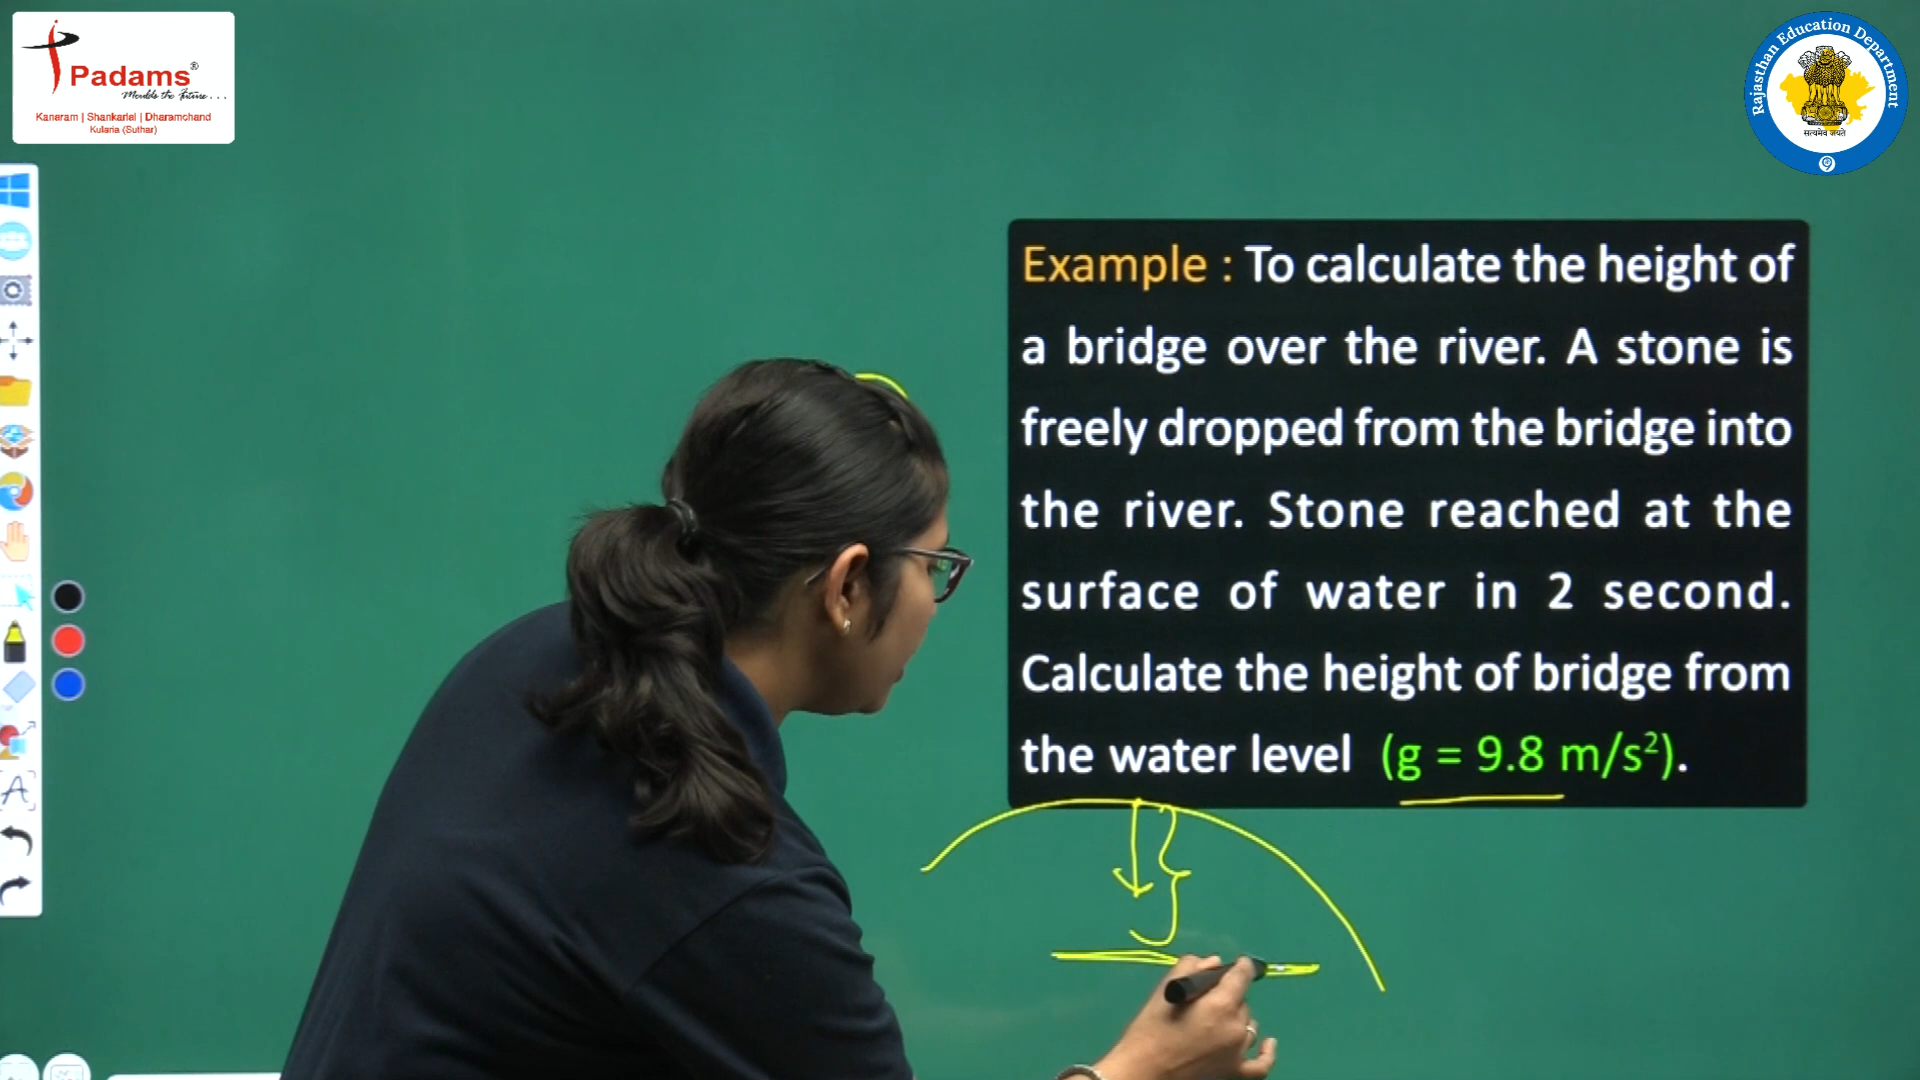 Padams®
Moulds the Future...
Kanaram | Shankarlal | Dharamchand
Kularia (Suthar)
Rajasthan Education Department
सत्यमेव जयते
Example : To calculate the height of
a bridge over the river. A stone is
freely dropped from the bridge into
the river. Stone reached at the
surface of water in 2 second.
Calculate the height of bridge from
the water level (g = 9.8 m/s²).
A